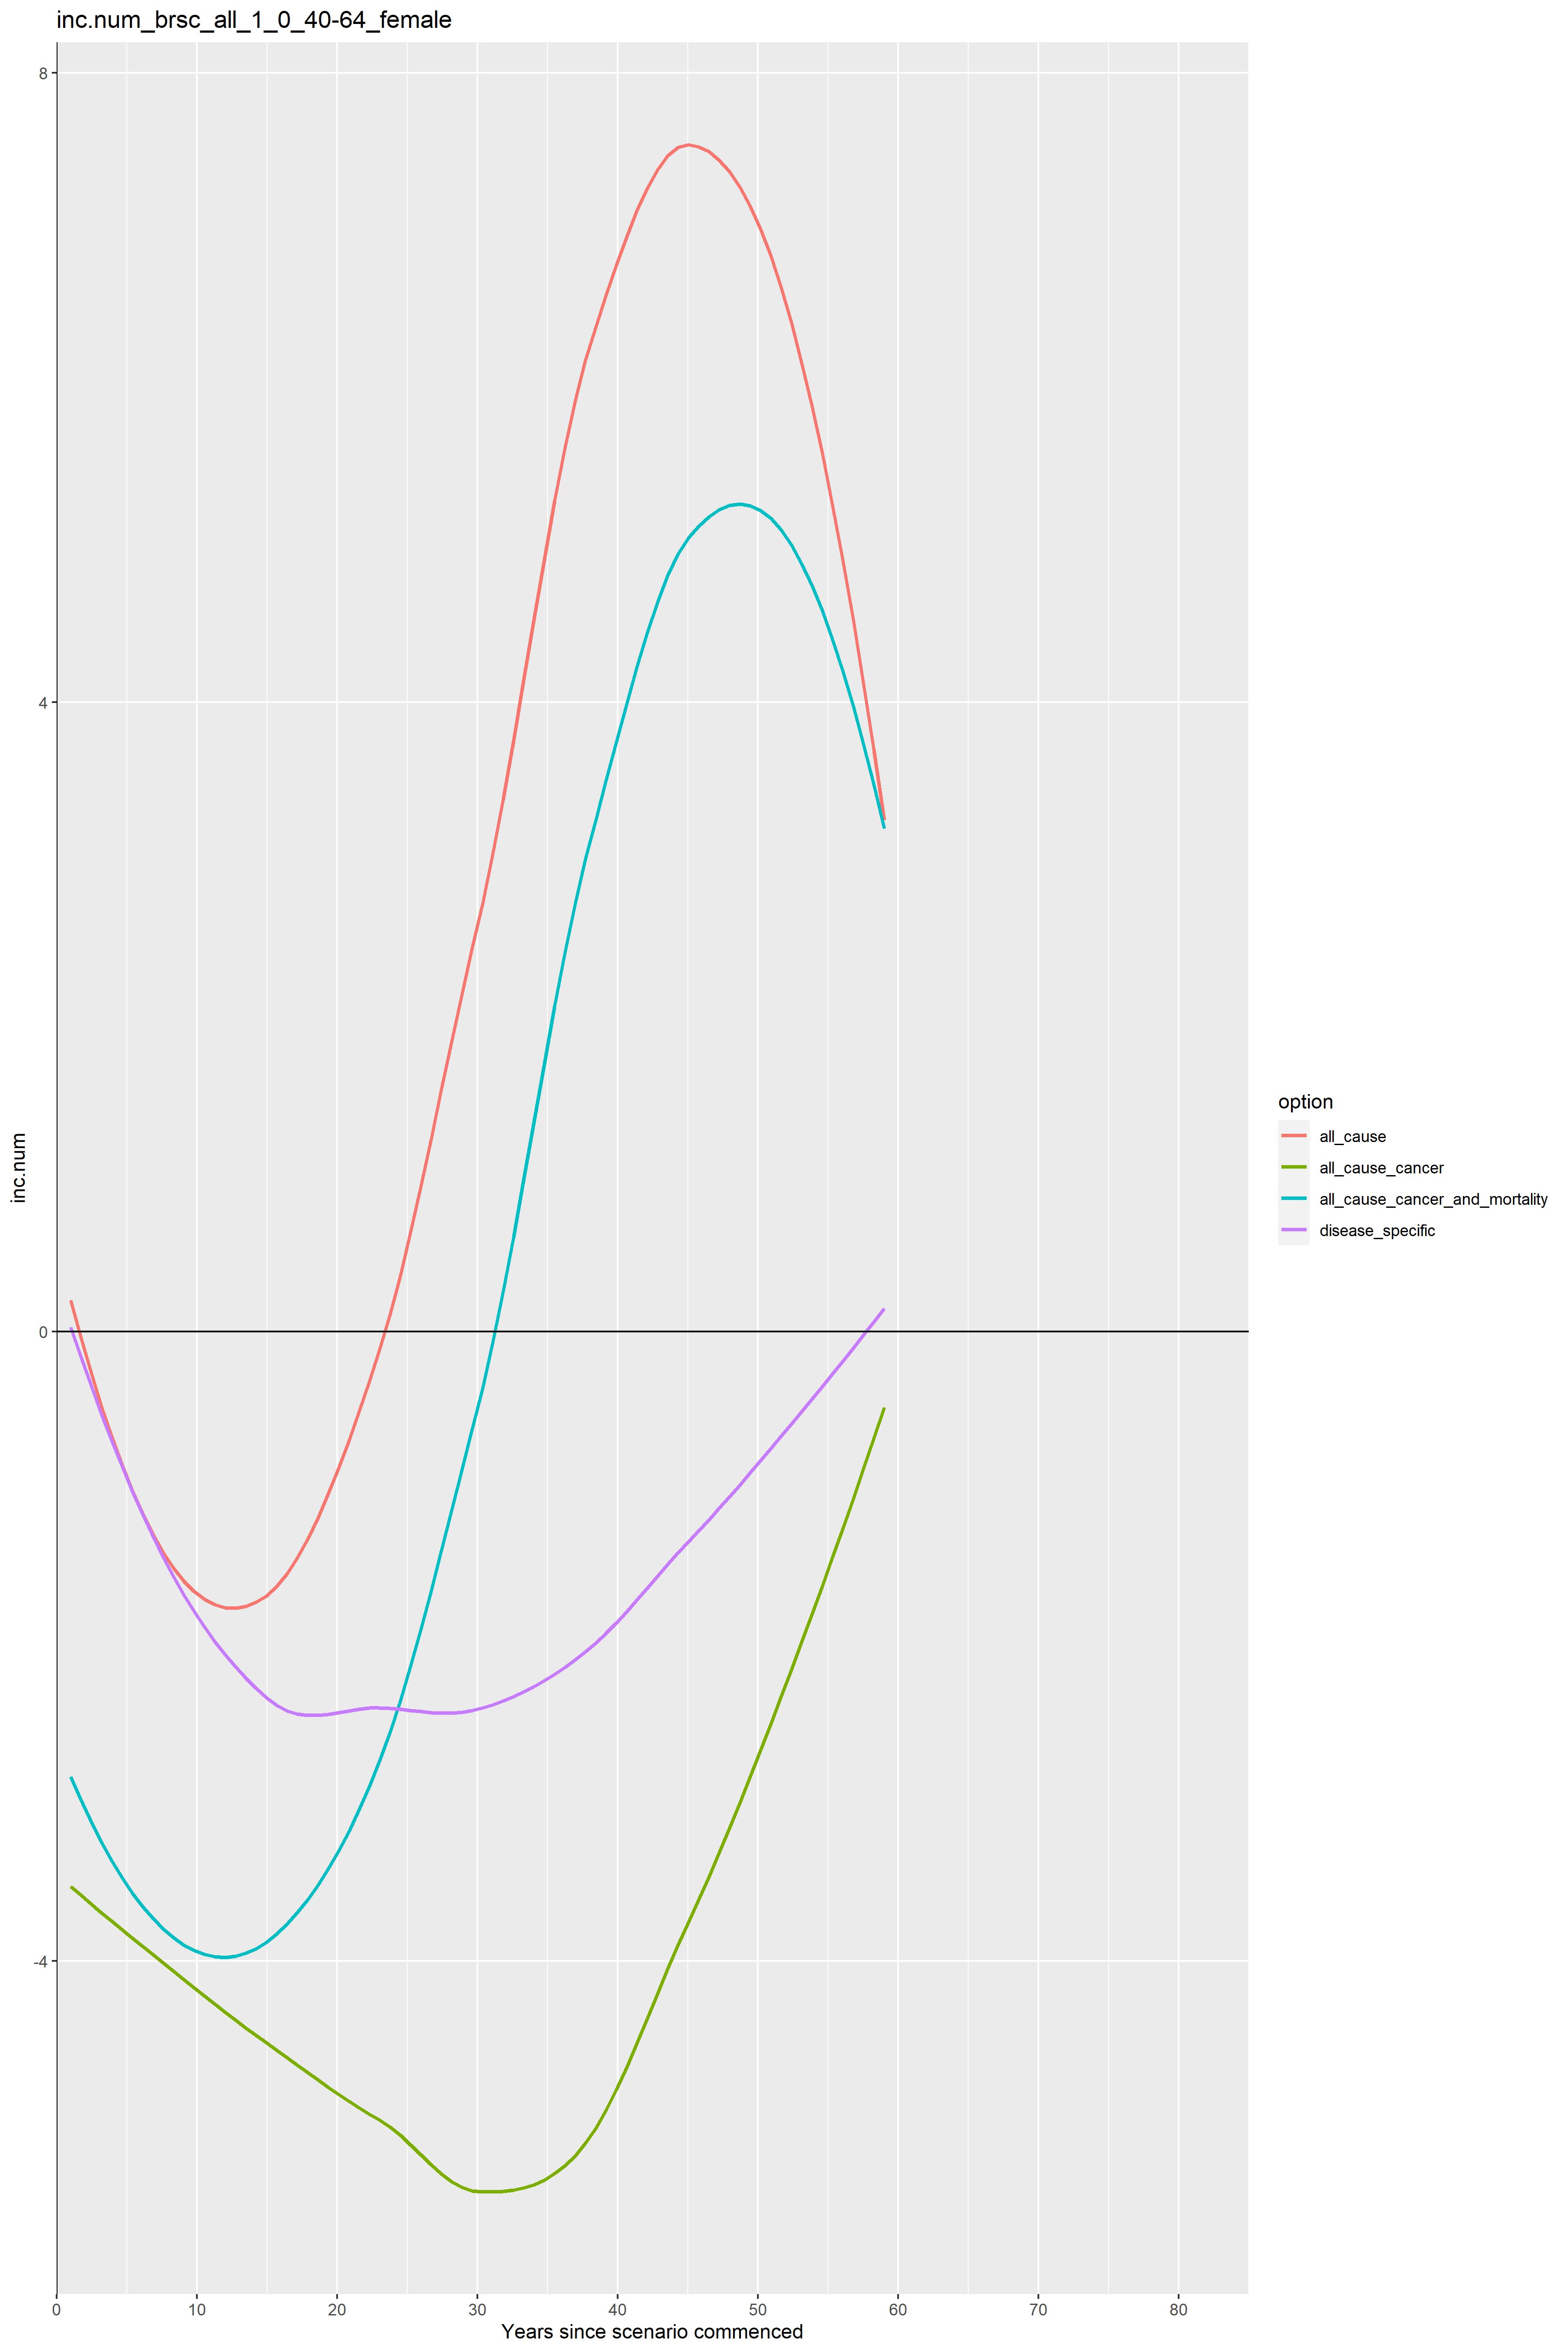 inc.num_brsc_all_1_0_40-64_female
8
4
0
-4
inc.num
0 10 20 30 40 50 60 70 80
Years since scenario commenced
option
all_cause
all_cause_cancer
all_cause_cancer_and_mortality
disease_specific